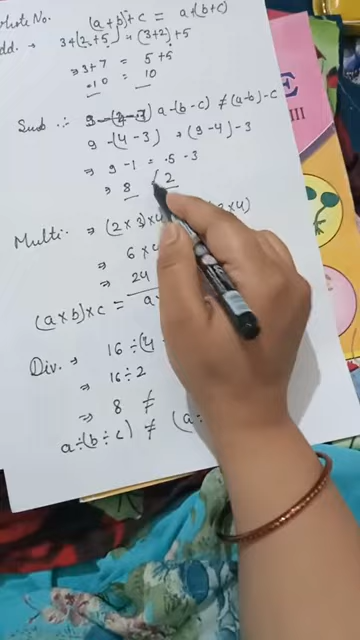 Whole No. (a+b)+c = a+(b+c)
Add. → 3+(2+5) = (3+2)+5
⇒ 3+7 = 5+5
⇒ 10 = 10
Sub :- a-(b-c) ≠ (a-b)-c
9-(4-3) (9-4)-3
⇒ 9-1 = 5-3
⇒ 8 2
Multi :- ⇒ (2×3)×4 ×4)
⇒ 6×
⇒ 24
(a×b)×c = a
Div. → 16÷(4
⇒ 16÷2
⇒ 8 ≠
a÷(b÷c) ≠ (a÷